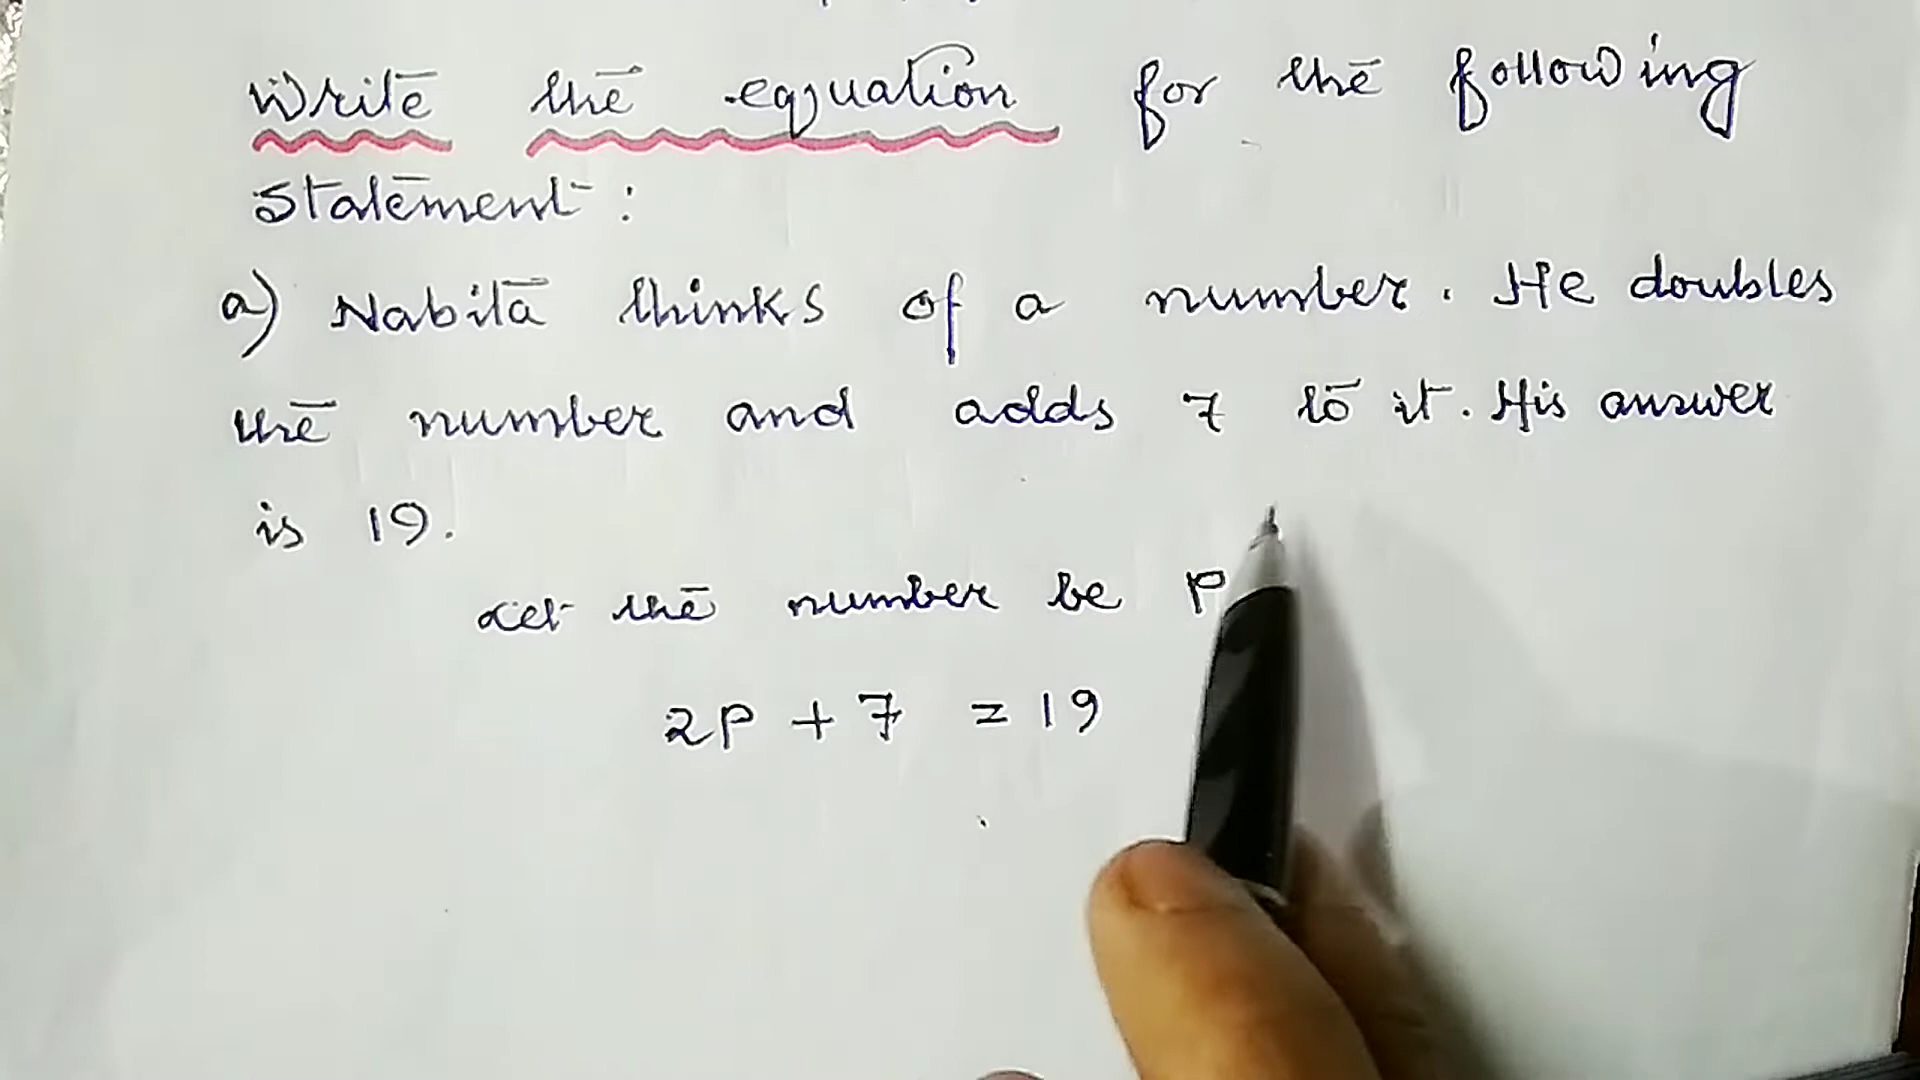 Write the equation for the following
Statement :
a) Nabita thinks of a number. He doubles
the number and adds 7 to it. His answer
is 19.
Let the number be P
2P + 7 = 19